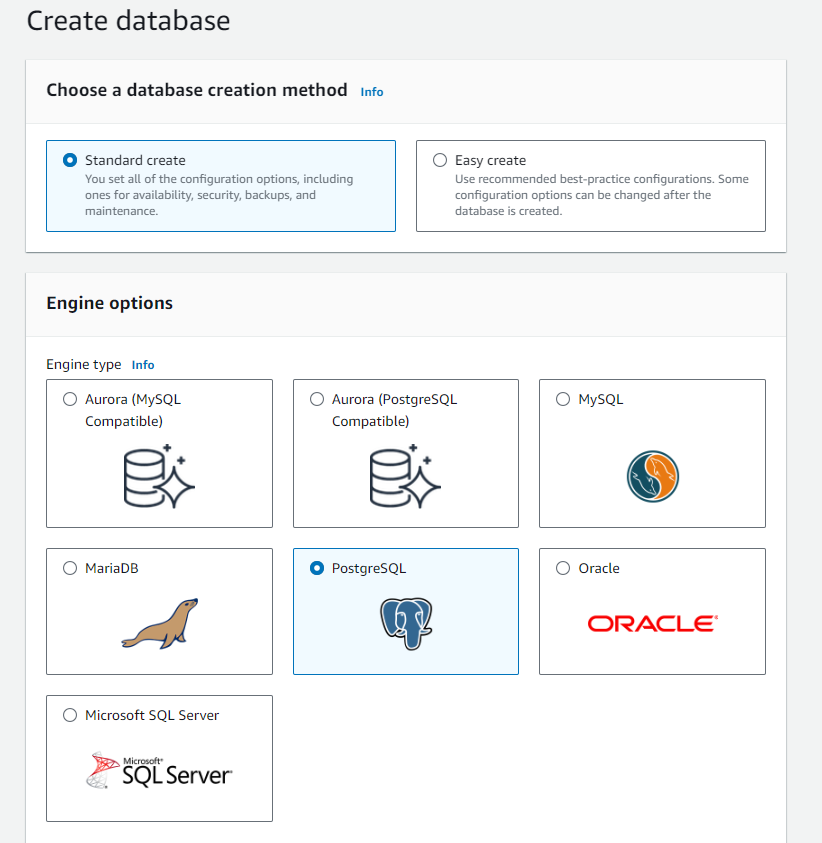 Create database
Choose a database creation method Info
Standard create
You set all of the configuration options, including
ones for availability, security, backups, and
maintenance.
Easy create
Use recommended best-practice configurations. Some
configuration options can be changed after the
database is created.
Engine options
Engine type Info
Aurora (MySQL
Compatible)
Aurora (PostgreSQL
Compatible)
MySQL
MariaDB
PostgreSQL
Oracle
ORACLE®
Microsoft SQL Server
Microsoft®
SQL Server®